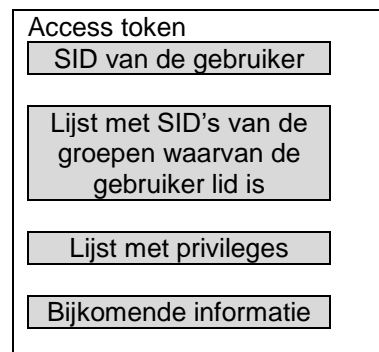 Access token
SID van de gebruiker
Lijst met SID's van de
groepen waarvan de
gebruiker lid is
Lijst met privileges
Bijkomende informatie